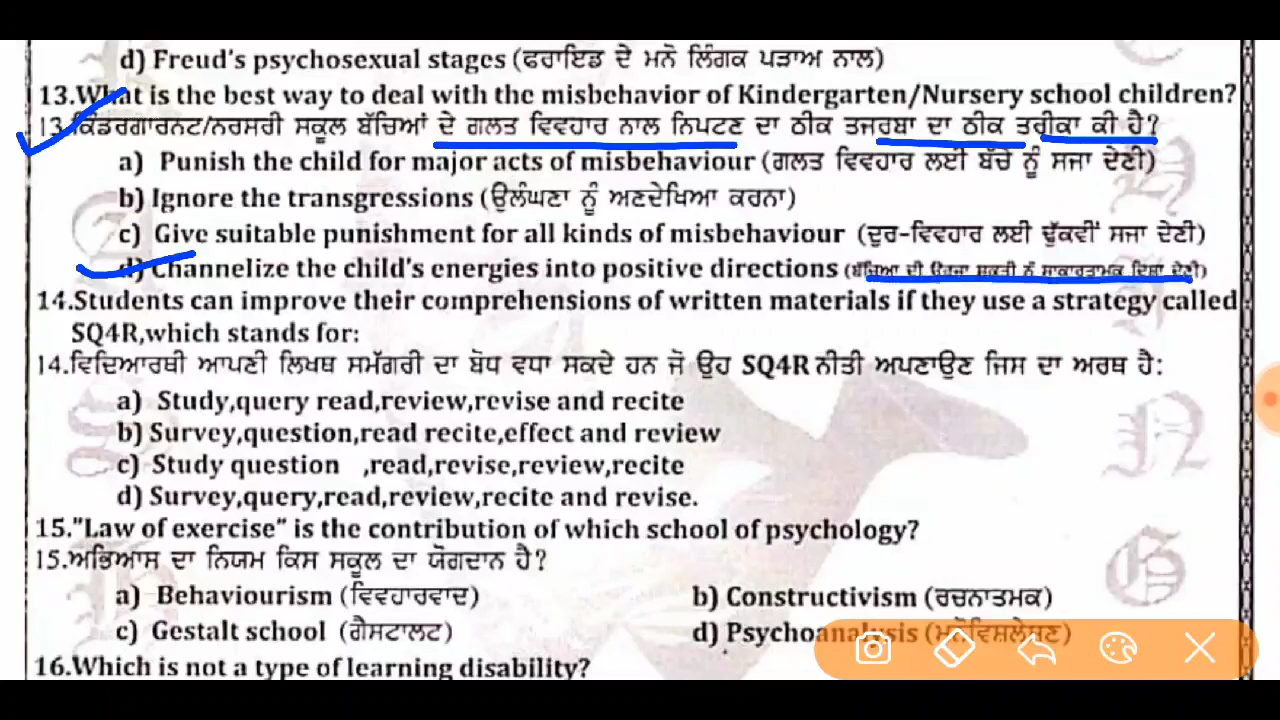 d) Freud's psychosexual stages (ਫਰਾਇਡ ਦੇ ਮਨੋ ਲਿੰਗਕ ਪੜਾਅ ਨਾਲ)
13.What is the best way to deal with the misbehavior of Kindergarten/Nursery school children?
13.ਕਿੰਡਰਗਾਰਨਟ/ਨਰਸਰੀ ਸਕੂਲ ਬੱਚਿਆਂ ਦੇ ਗਲਤ ਵਿਵਹਾਰ ਨਾਲ ਨਿਪਟਣ ਦਾ ਠੀਕ ਤਜਰਬਾ ਦਾ ਠੀਕ ਤਰੀਕਾ ਕੀ ਹੈ?
a) Punish the child for major acts of misbehaviour (ਗਲਤ ਵਿਵਹਾਰ ਲਈ ਬੱਚੇ ਨੂੰ ਸਜਾ ਦੇਣੀ)
b) Ignore the transgressions (ਉਲੰਘਣਾ ਨੂੰ ਅਣਦੇਖਿਆ ਕਰਨਾ)
c) Give suitable punishment for all kinds of misbehaviour (ਦੁਰ-ਵਿਵਹਾਰ ਲਈ ਢੁੱਕਵੀਂ ਸਜਾ ਦੇਣੀ)
d) Channelize the child's energies into positive directions (ਬੱਚਿਆ ਦੀ ਊਰਜਾ ਸ਼ਕਤੀ ਨੂੰ ਸਾਕਾਰਤਾਮਕ ਦਿਸ਼ਾ ਦੇਣੀ)
14.Students can improve their comprehensions of written materials if they use a strategy called
SQ4R,which stands for:
14.ਵਿਦਿਆਰਥੀ ਆਪਣੀ ਲਿਖਥ ਸਮੱਗਰੀ ਦਾ ਬੋਧ ਵਧਾ ਸਕਦੇ ਹਨ ਜੋ ਉਹ SQ4R ਨੀਤੀ ਅਪਣਾਉਣ ਜਿਸ ਦਾ ਅਰਥ ਹੈ:
a) Study,query read,review,revise and recite
b) Survey,question,read recite,effect and review
c) Study question ,read,revise,review,recite
d) Survey,query,read,review,recite and revise.
15."Law of exercise" is the contribution of which school of psychology?
15.ਅਭਿਆਸ ਦਾ ਨਿਯਮ ਕਿਸ ਸਕੂਲ ਦਾ ਯੋਗਦਾਨ ਹੈ?
a) Behaviourism (ਵਿਵਹਾਰਵਾਦ) b) Constructivism (ਰਚਨਾਤਮਕ)
c) Gestalt school (ਗੈਸਟਾਲਟ) d) Psychoanalysis (ਮਨੋਵਿਸ਼ਲੇਸ਼ਣ)
16.Which is not a type of learning disability?